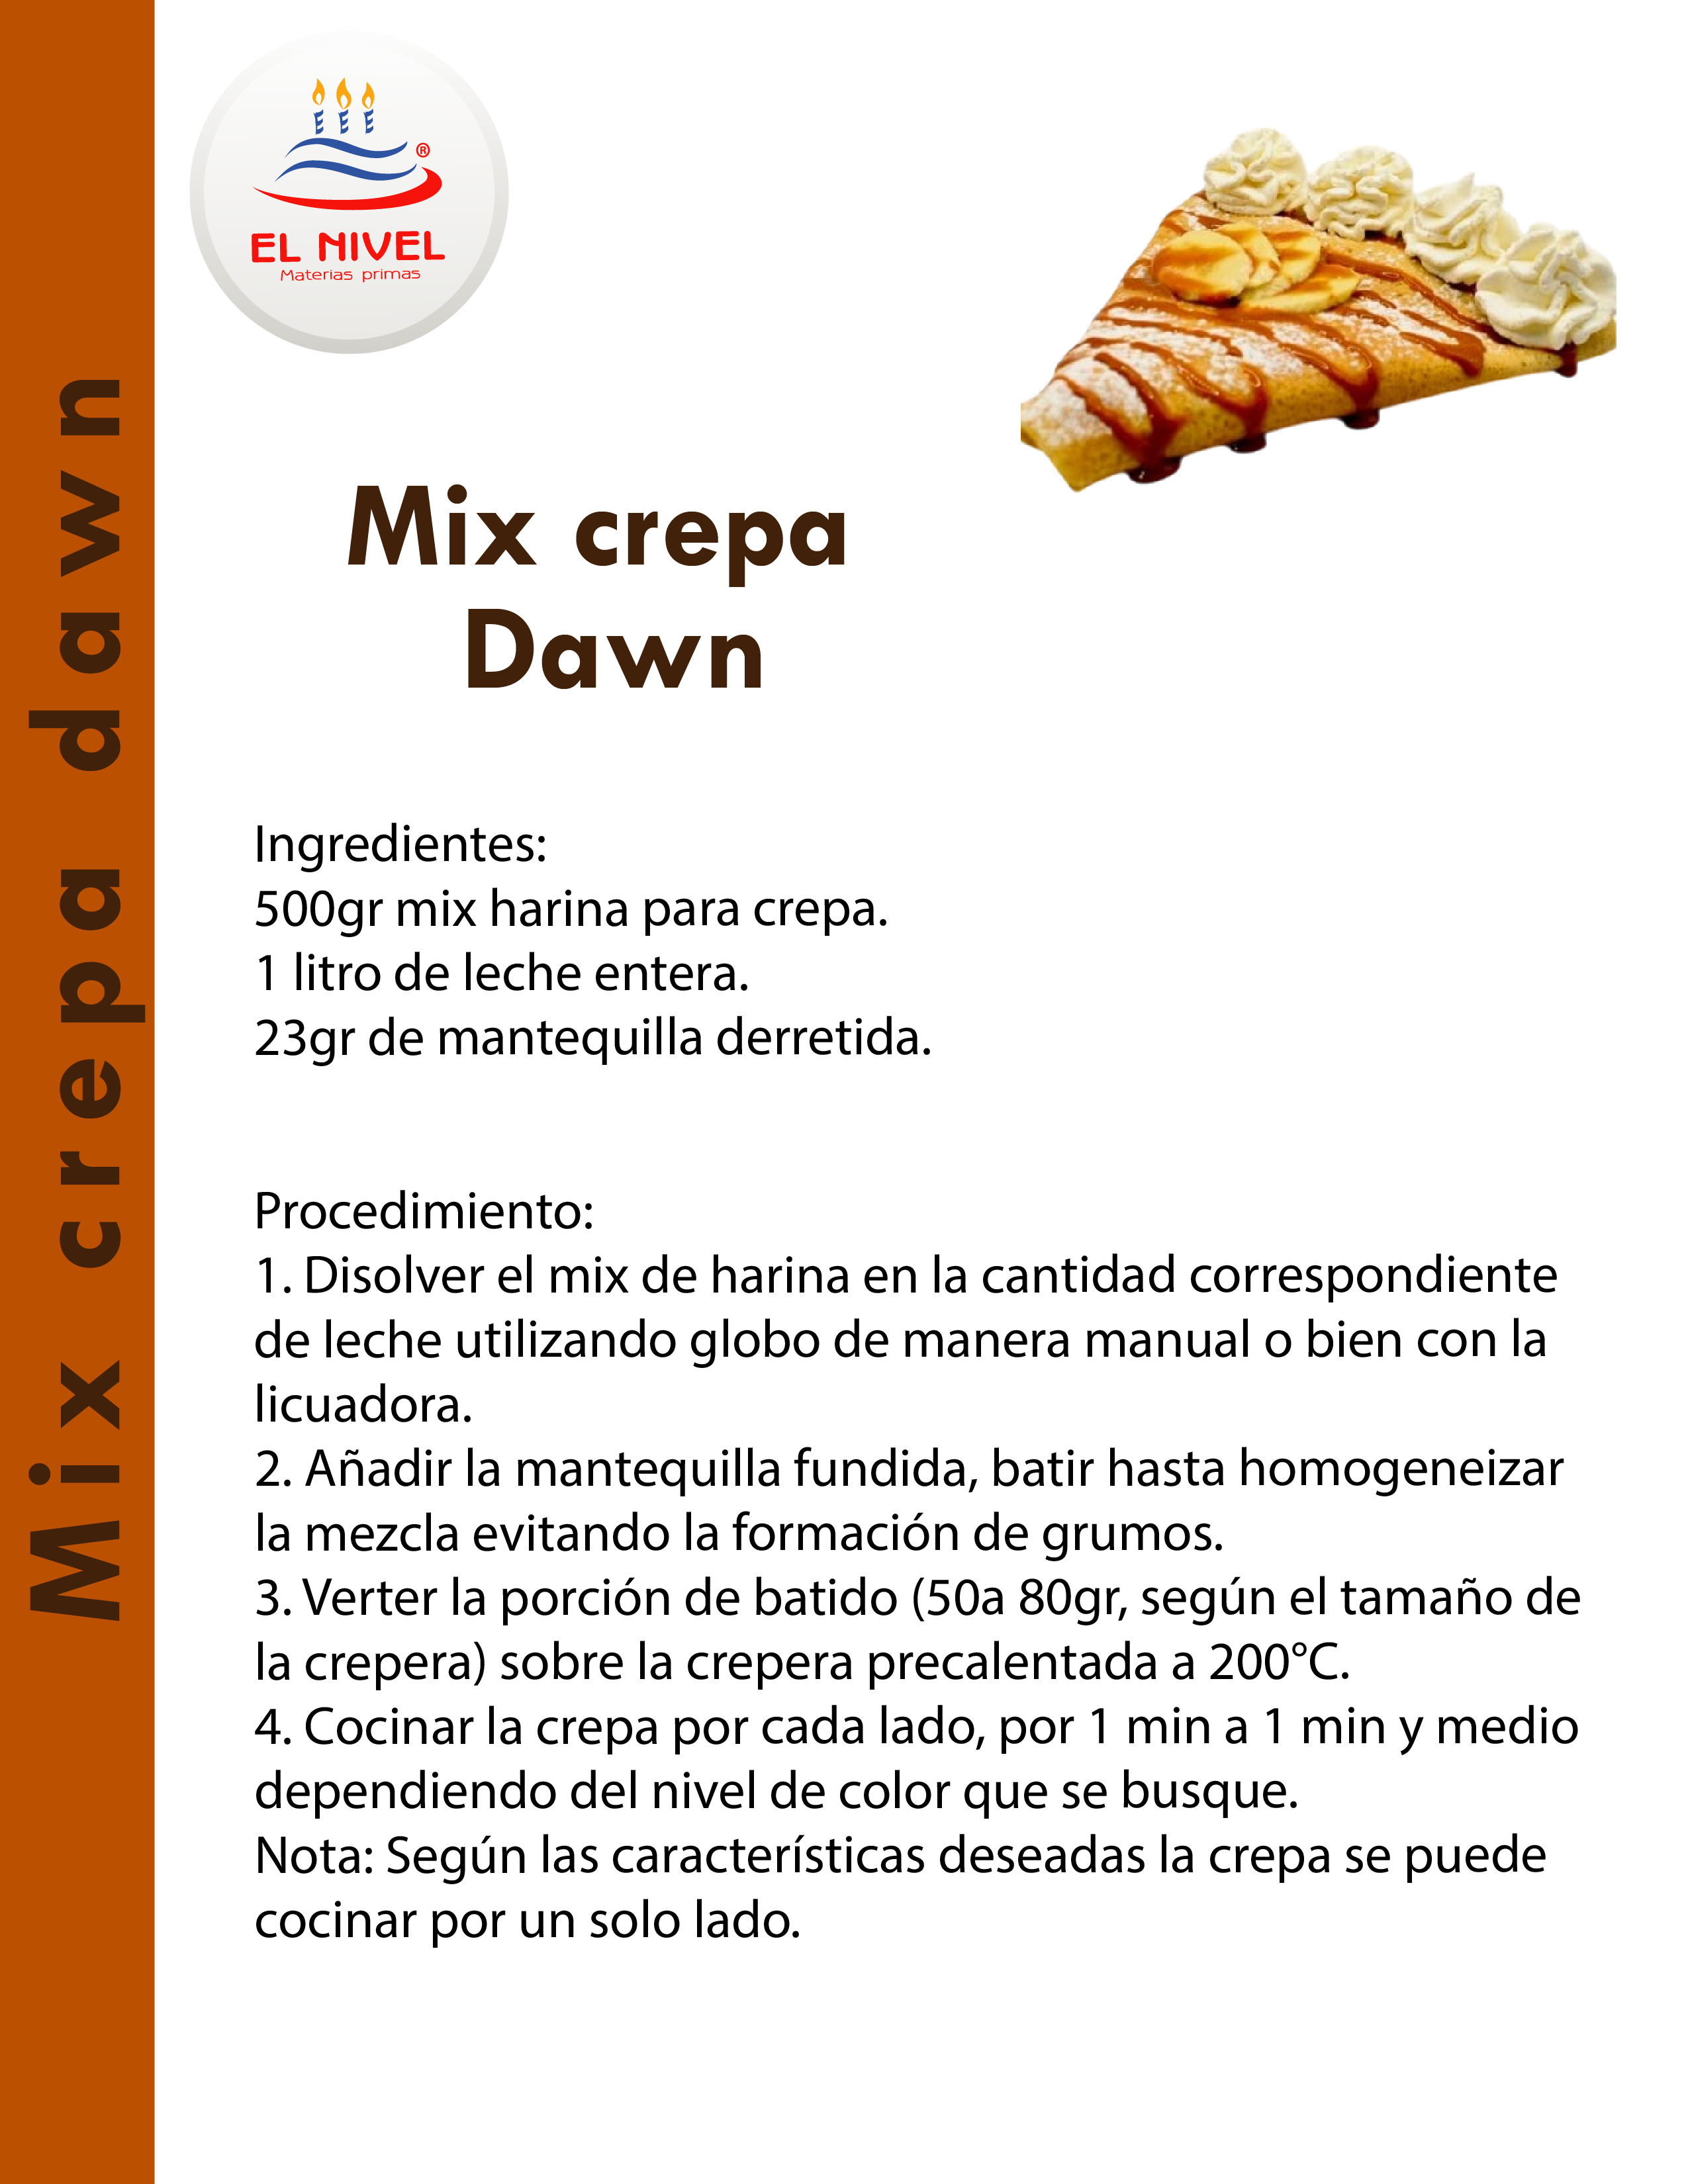 ®
EL NIVEL
Materias primas
Mix crepa dawn
Mix crepa
Dawn
Ingredientes:
500gr mix harina para crepa.
1 litro de leche entera.
23gr de mantequilla derretida.
Procedimiento:
1. Disolver el mix de harina en la cantidad correspondiente
de leche utilizando globo de manera manual o bien con la
licuadora.
2. Añadir la mantequilla fundida, batir hasta homogeneizar
la mezcla evitando la formación de grumos.
3. Verter la porción de batido (50a 80gr, según el tamaño de
la crepera) sobre la crepera precalentada a 200°C.
4. Cocinar la crepa por cada lado, por 1 min a 1 min y medio
dependiendo del nivel de color que se busque.
Nota: Según las características deseadas la crepa se puede
cocinar por un solo lado.